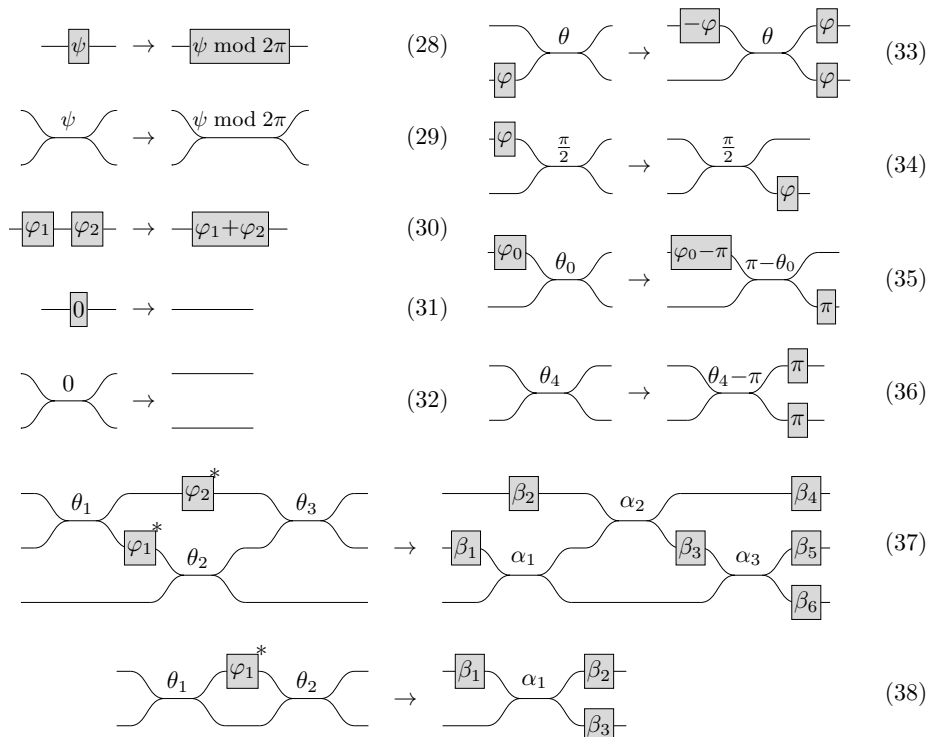 ψ → ψ mod 2π (28)
ψ → ψ mod 2π (29)
φ₁ φ₂ → φ₁+φ₂ (30)
0 → (31)
0 → (32)
φ θ → −φ θ φ φ (33)
φ π/2 → π/2 φ (34)
φ₀ θ₀ → φ₀−π π−θ₀ π (35)
θ₄ → θ₄−π π π (36)
θ₁ φ₁* φ₂* θ₂ θ₃ → β₁ β₂ α₁ α₂ β₃ α₃ β₄ β₅ β₆ (37)
θ₁ φ₁* θ₂ → β₁ α₁ β₂ β₃ (38)